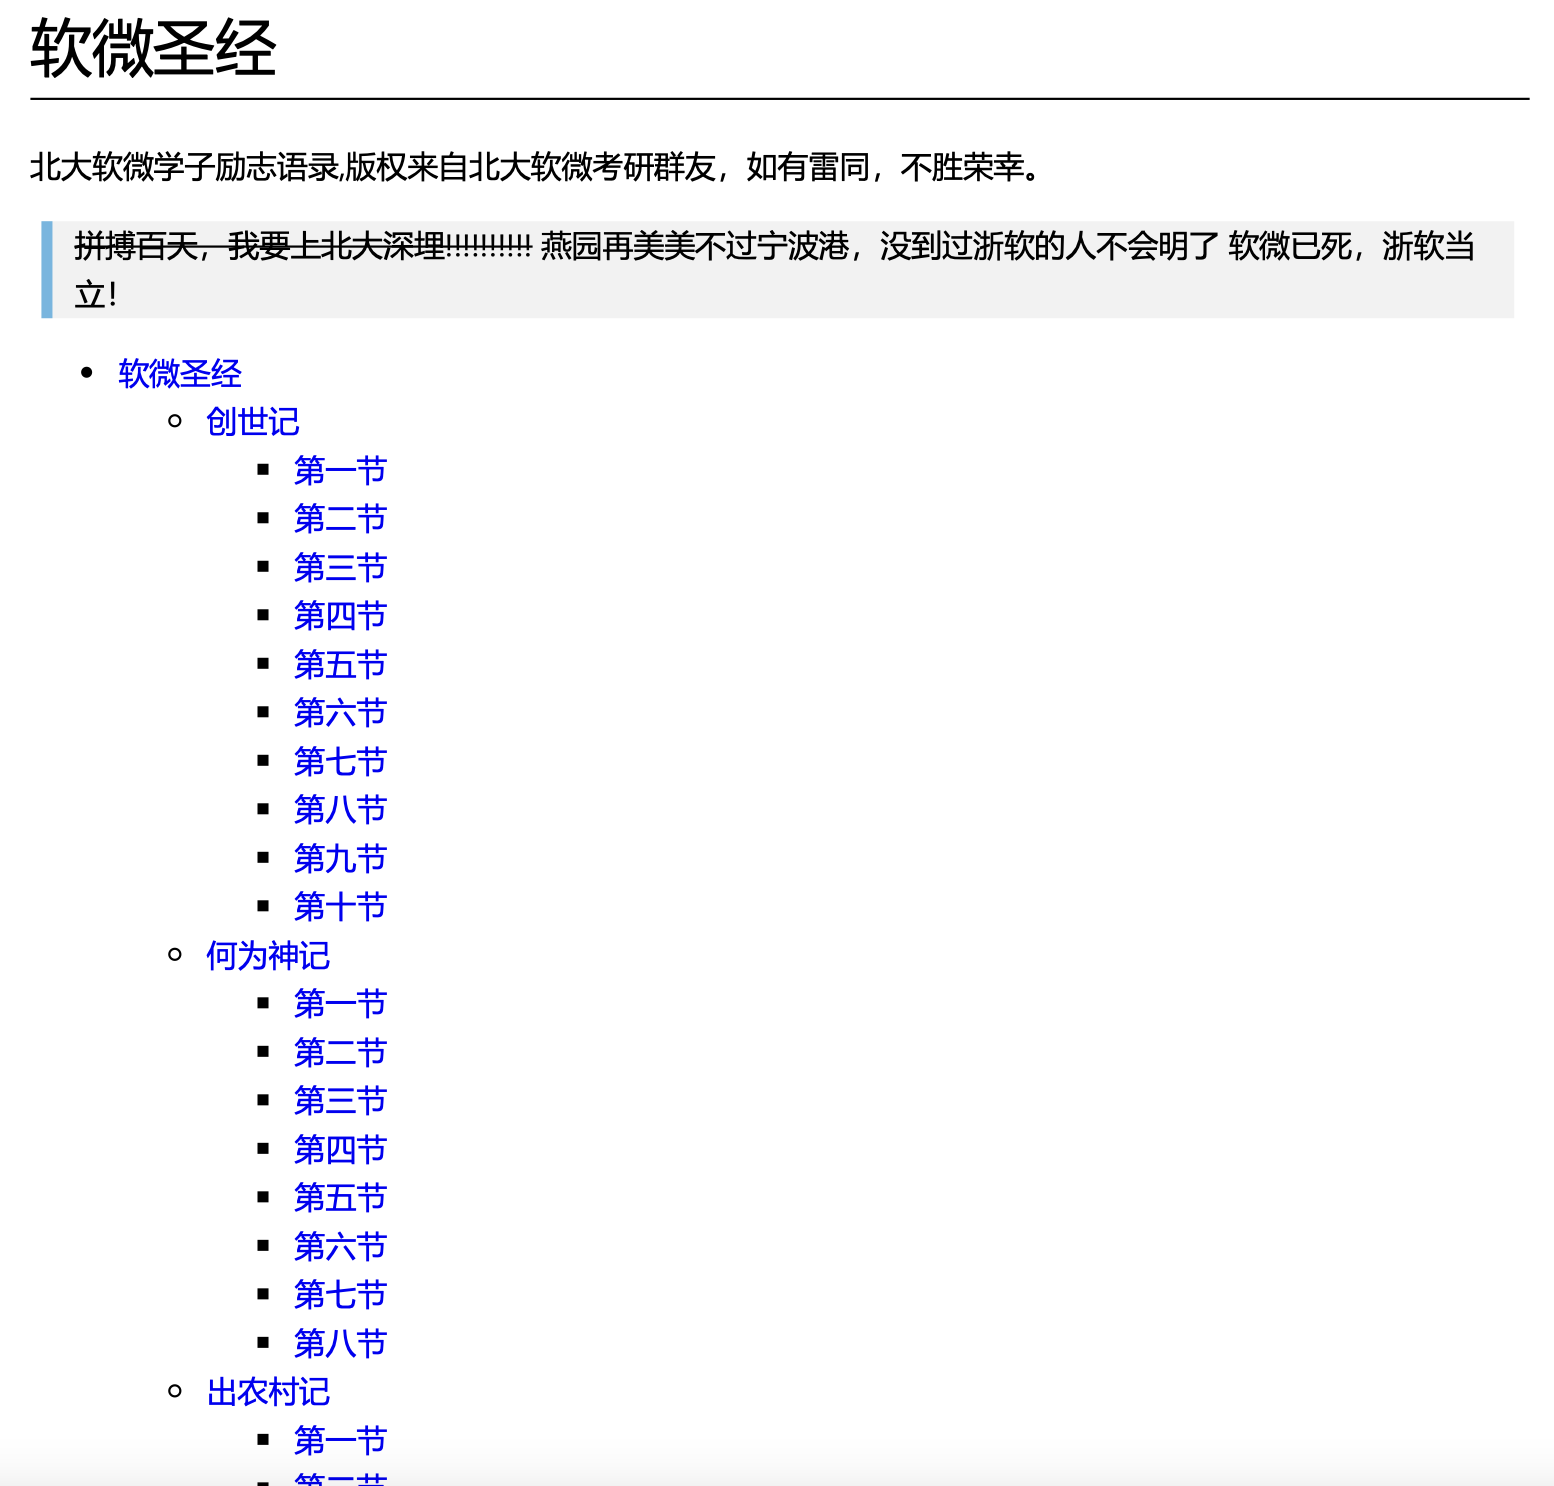 软微圣经
北大软微学子励志语录,版权来自北大软微考研群友，如有雷同，不胜荣幸。
拼搏百天，我要上北大深埋!!!!!!!!!! 燕园再美美不过宁波港，没到过浙软的人不会明了 软微已死，浙软当
立！
软微圣经
创世记
第一节
第二节
第三节
第四节
第五节
第六节
第七节
第八节
第九节
第十节
何为神记
第一节
第二节
第三节
第四节
第五节
第六节
第七节
第八节
出农村记
第一节